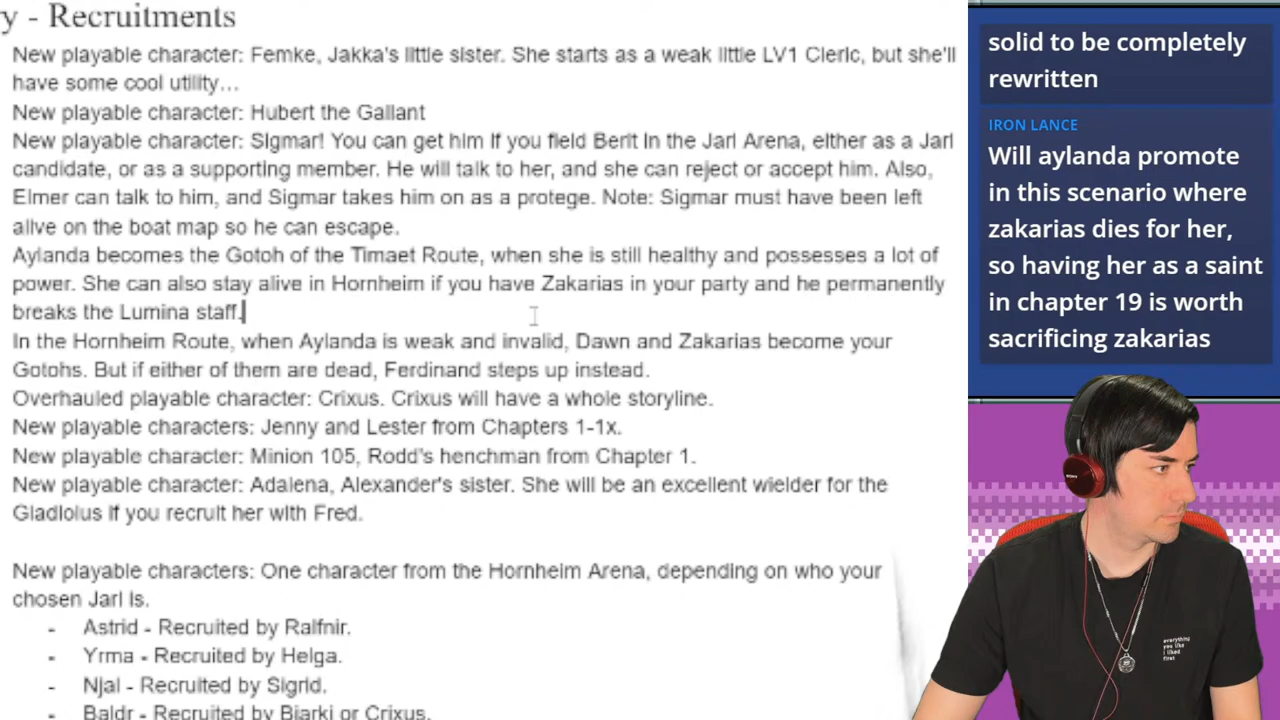 y - Recruitments
New playable character: Femke, Jakka's little sister. She starts as a weak little LV1 Cleric, but she'll
have some cool utility...
New playable character: Hubert the Gallant
New playable character: Sigmar! You can get him if you field Berit in the Jarl Arena, either as a Jarl
candidate, or as a supporting member. He will talk to her, and she can reject or accept him. Also,
Elmer can talk to him, and Sigmar takes him on as a protege. Note: Sigmar must have been left
alive on the boat map so he can escape.
Aylanda becomes the Gotoh of the Timaet Route, when she is still healthy and possesses a lot of
power. She can also stay alive in Hornheim if you have Zakarias in your party and he permanently
breaks the Lumina staff.
In the Hornheim Route, when Aylanda is weak and invalid, Dawn and Zakarias become your
Gotohs. But if either of them are dead, Ferdinand steps up instead.
Overhauled playable character: Crixus. Crixus will have a whole storyline.
New playable characters: Jenny and Lester from Chapters 1-1x.
New playable character: Minion 105, Rodd's henchman from Chapter 1.
New playable character: Adalena, Alexander's sister. She will be an excellent wielder for the
Gladiolus if you recruit her with Fred.
New playable characters: One character from the Hornheim Arena, depending on who your
chosen Jarl is.
- Astrid - Recruited by Ralfnir.
- Yrma - Recruited by Helga.
- Njal - Recruited by Sigrid.
- Baldr - Recruited by Bjarki or Crixus.
solid to be completely
rewritten
IRON LANCE
Will aylanda promote
in this scenario where
zakarias dies for her,
so having her as a saint
in chapter 19 is worth
sacrificing zakarias
SONY
everything
you like
i liked
first